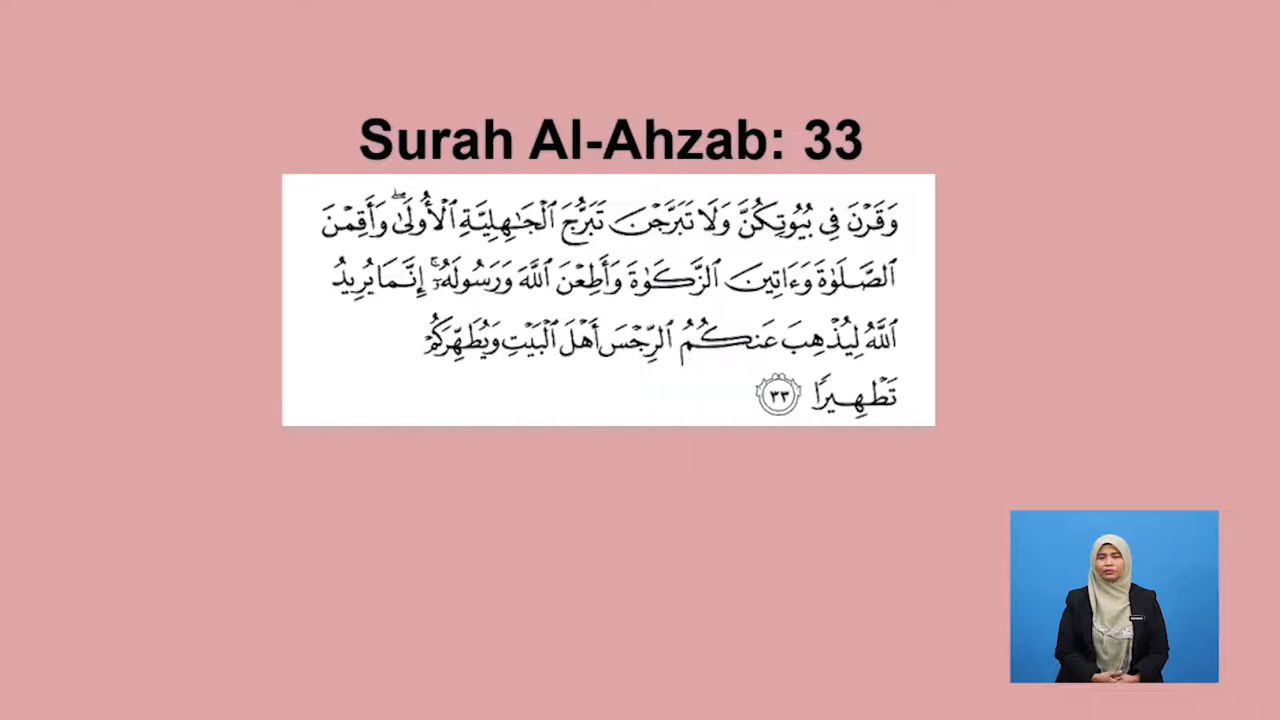 Surah Al-Ahzab: 33
وَقَرْنَ فِي بُيُوتِكُنَّ وَلَا تَبَرَّجْنَ تَبَرُّجَ ٱلْجَـٰهِلِيَّةِ ٱلْأُولَىٰ ۖ وَأَقِمْنَ
ٱلصَّلَوٰةَ وَءَاتِينَ ٱلزَّكَوٰةَ وَأَطِعْنَ ٱللَّهَ وَرَسُولَهُۥٓ ۚ إِنَّمَا يُرِيدُ
ٱللَّهُ لِيُذْهِبَ عَنكُمُ ٱلرِّجْسَ أَهْلَ ٱلْبَيْتِ وَيُطَهِّرَكُمْ
تَطْهِيرًا ٣٣